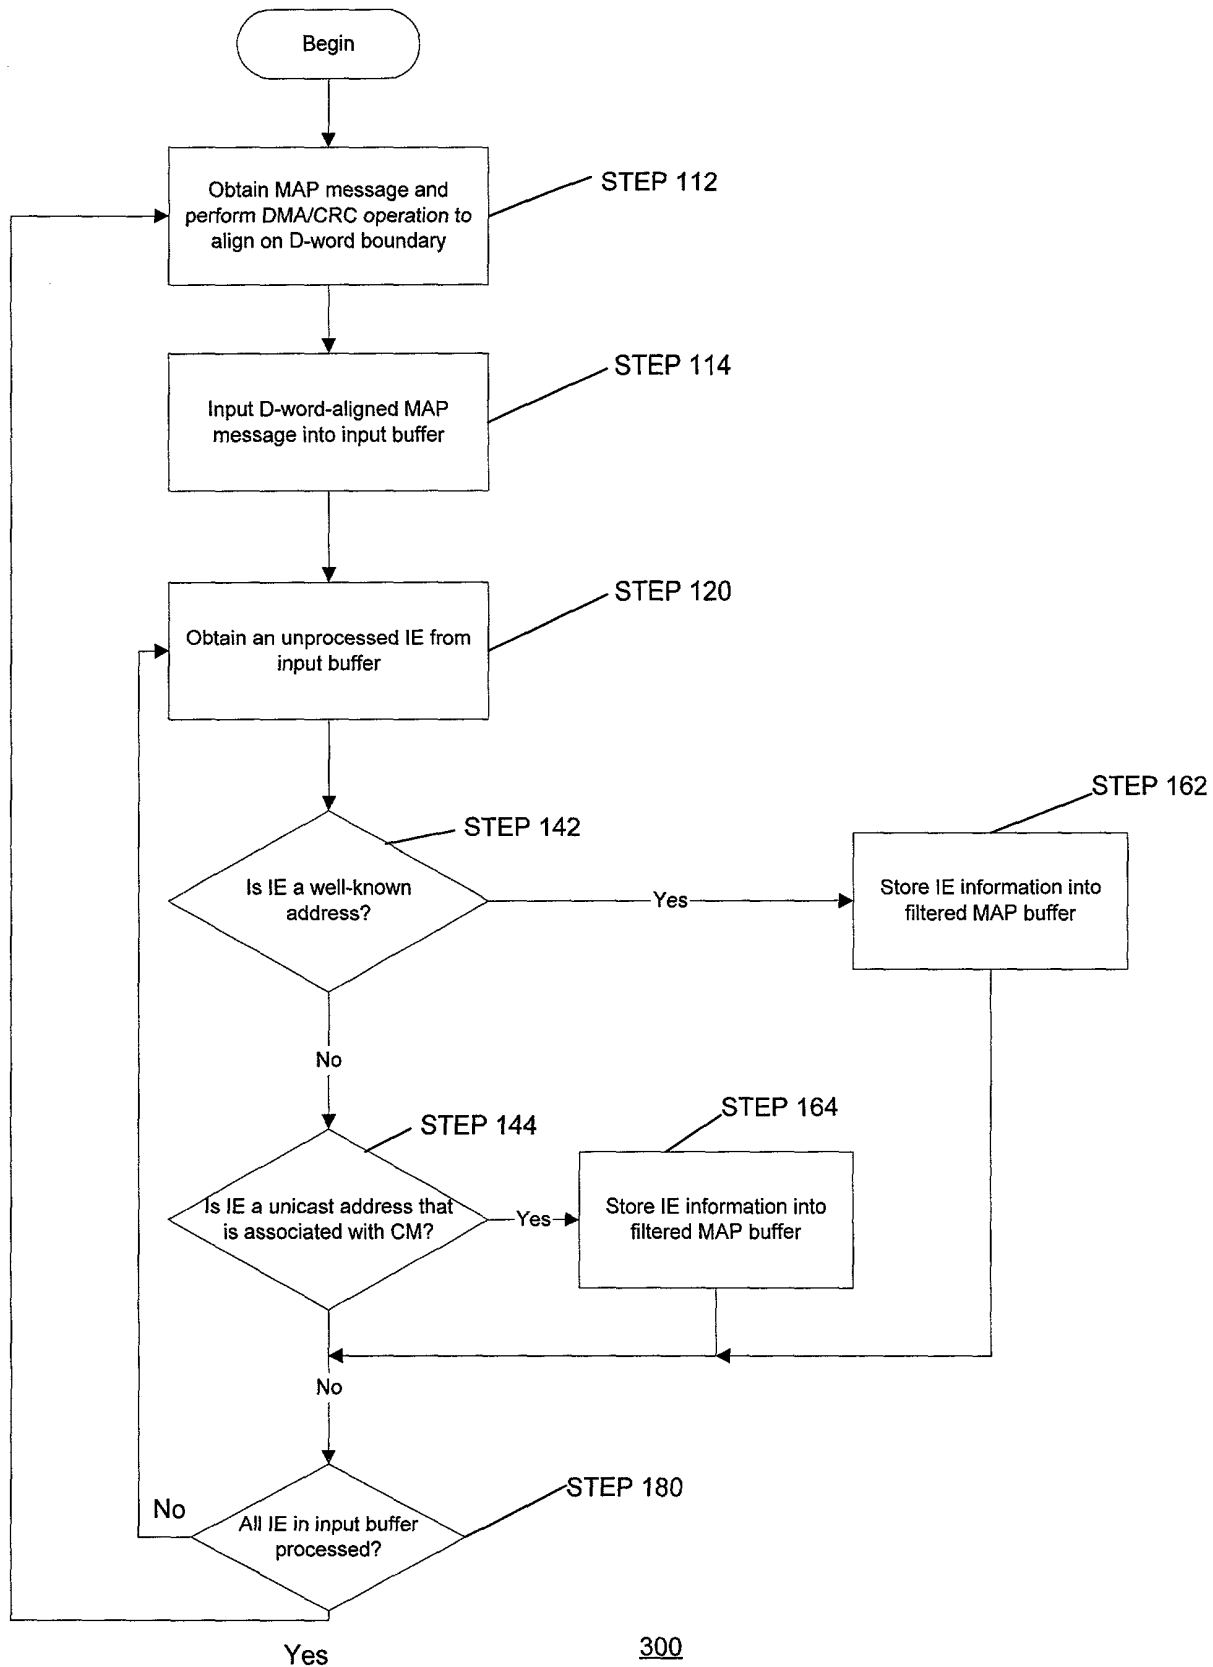 Begin
Obtain MAP message and
perform DMA/CRC operation to
align on D-word boundary
STEP 112
Input D-word-aligned MAP
message into input buffer
STEP 114
Obtain an unprocessed IE from
input buffer
STEP 120
Is IE a well-known
address?
STEP 142
Yes
STEP 162
Store IE information into
filtered MAP buffer
No
STEP 144
Is IE a unicast address that
is associated with CM?
Yes
STEP 164
Store IE information into
filtered MAP buffer
No
STEP 180
All IE in input buffer
processed?
No
Yes
300